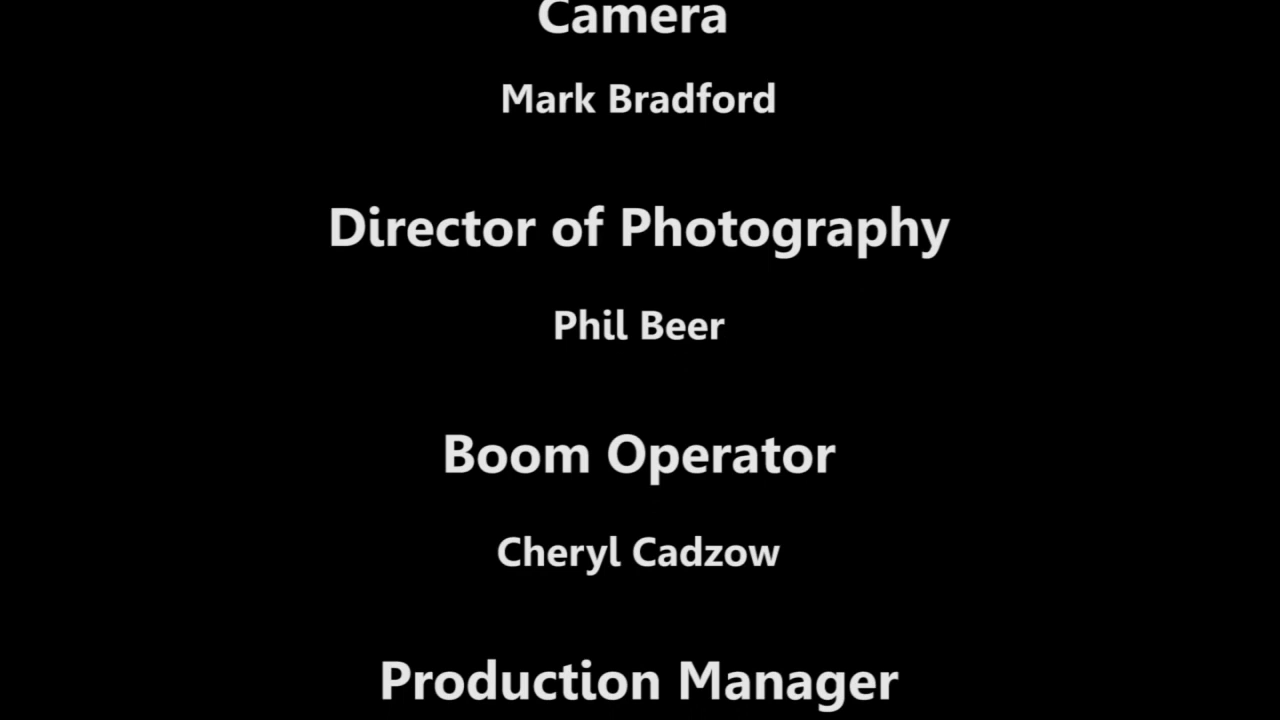 Camera
Mark Bradford
Director of Photography
Phil Beer
Boom Operator
Cheryl Cadzow
Production Manager